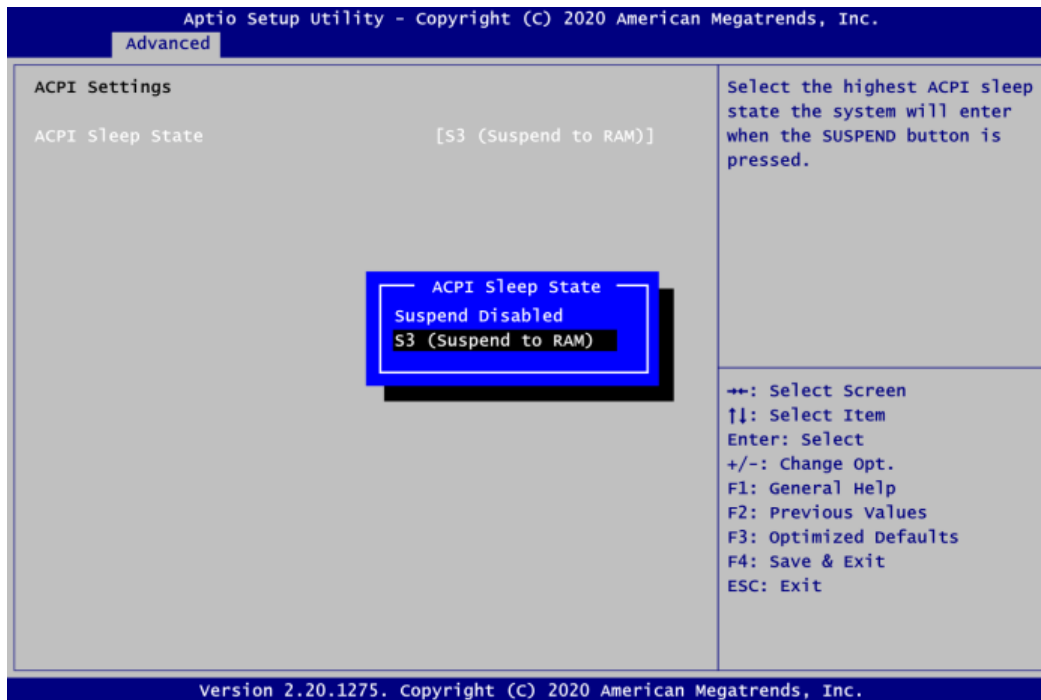 Aptio Setup Utility - Copyright (C) 2020 American Megatrends, Inc.
Advanced
ACPI Settings
ACPI Sleep State [S3 (Suspend to RAM)]
Select the highest ACPI sleep
state the system will enter
when the SUSPEND button is
pressed.
ACPI Sleep State
Suspend Disabled
S3 (Suspend to RAM)
→←: Select Screen
↑↓: Select Item
Enter: Select
+/-: Change Opt.
F1: General Help
F2: Previous Values
F3: Optimized Defaults
F4: Save & Exit
ESC: Exit
Version 2.20.1275. Copyright (C) 2020 American Megatrends, Inc.